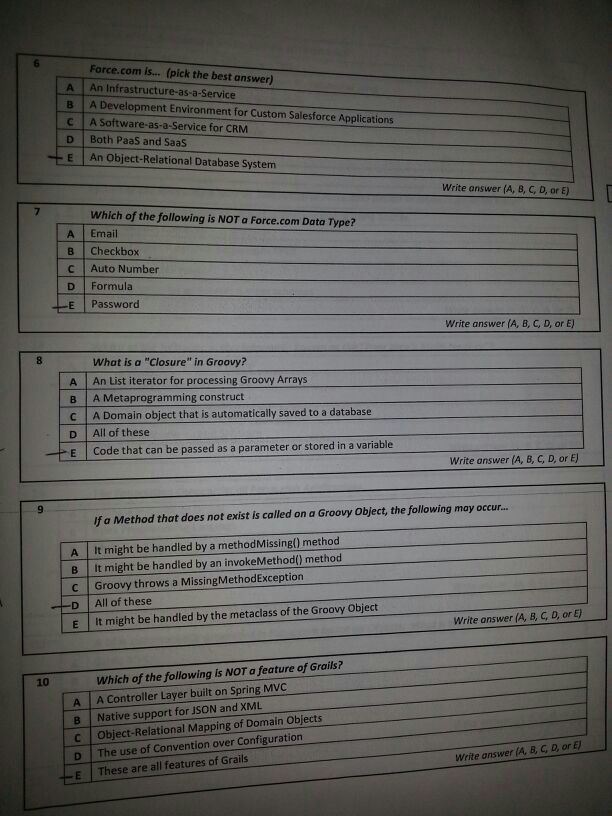 6
Force.com is... (pick the best answer)
A An Infrastructure-as-a-Service
B A Development Environment for Custom Salesforce Applications
C A Software-as-a-Service for CRM
D Both PaaS and SaaS
E An Object-Relational Database System
Write answer (A, B, C, D, or E)
7
Which of the following is NOT a Force.com Data Type?
A Email
B Checkbox
C Auto Number
D Formula
E Password
Write answer (A, B, C, D, or E)
8
What is a "Closure" in Groovy?
A An List iterator for processing Groovy Arrays
B A Metaprogramming construct
C A Domain object that is automatically saved to a database
D All of these
E Code that can be passed as a parameter or stored in a variable
Write answer (A, B, C, D, or E)
9
If a Method that does not exist is called on a Groovy Object, the following may occur...
A It might be handled by a methodMissing() method
B It might be handled by an invokeMethod() method
C Groovy throws a MissingMethodException
D All of these
E It might be handled by the metaclass of the Groovy Object
Write answer (A, B, C, D, or E)
10
Which of the following is NOT a feature of Grails?
A A Controller Layer built on Spring MVC
B Native support for JSON and XML
C Object-Relational Mapping of Domain Objects
D The use of Convention over Configuration
E These are all features of Grails
Write answer (A, B, C, D, or E)